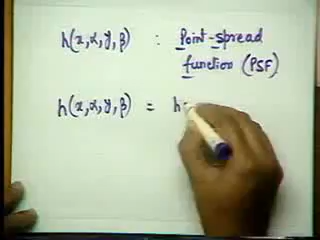 h(x,α,y,β) : Point-spread
function (PSF)
h(x,α,y,β) = h